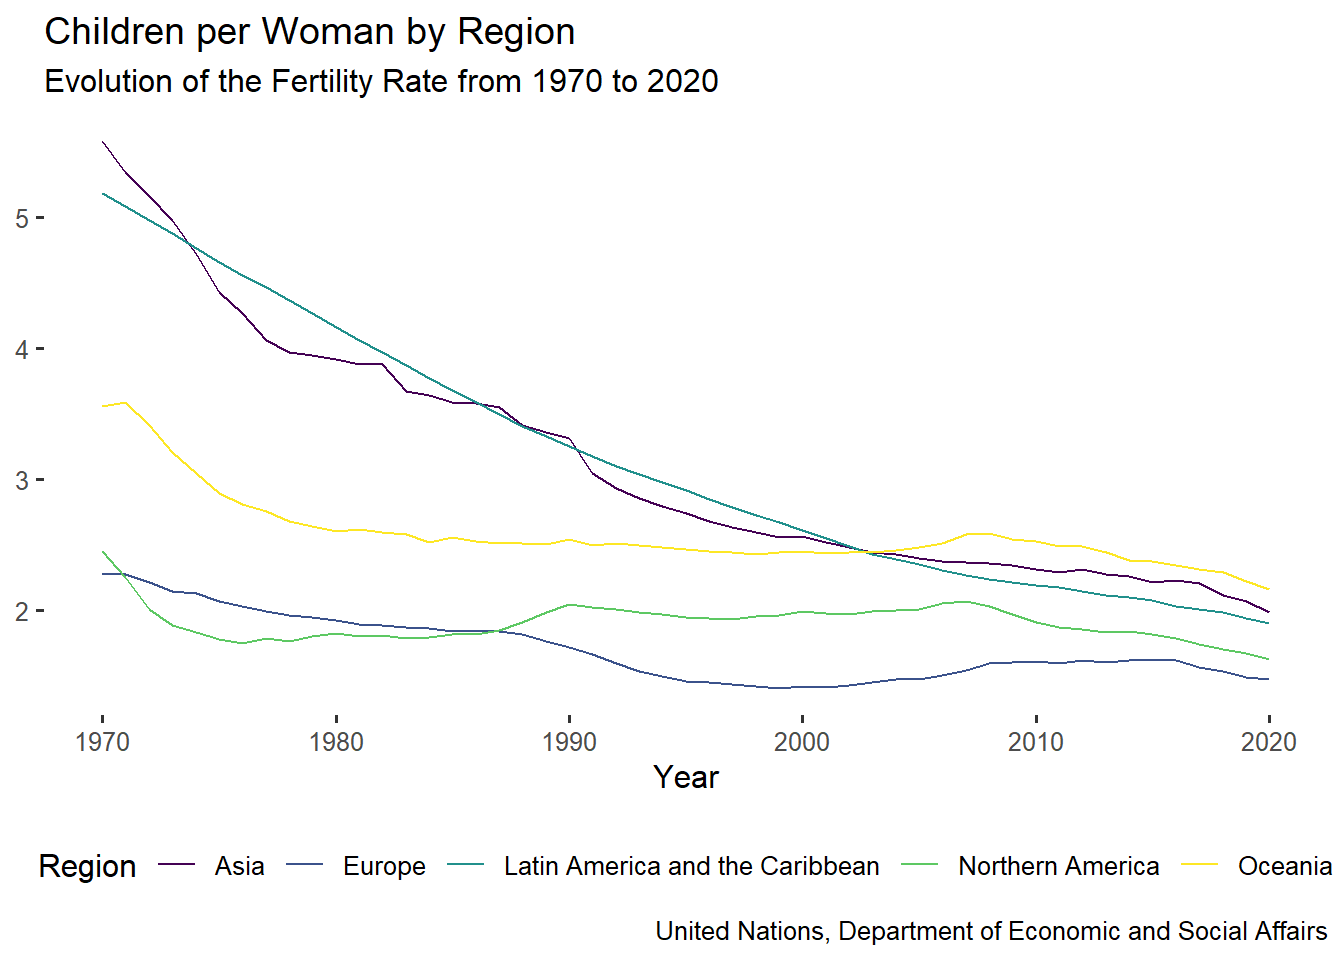 Children per Woman by Region
Evolution of the Fertility Rate from 1970 to 2020
5
4
3
2
1970 1980 1990 2000 2010 2020
Year
Region Asia Europe Latin America and the Caribbean Northern America Oceania
United Nations, Department of Economic and Social Affairs